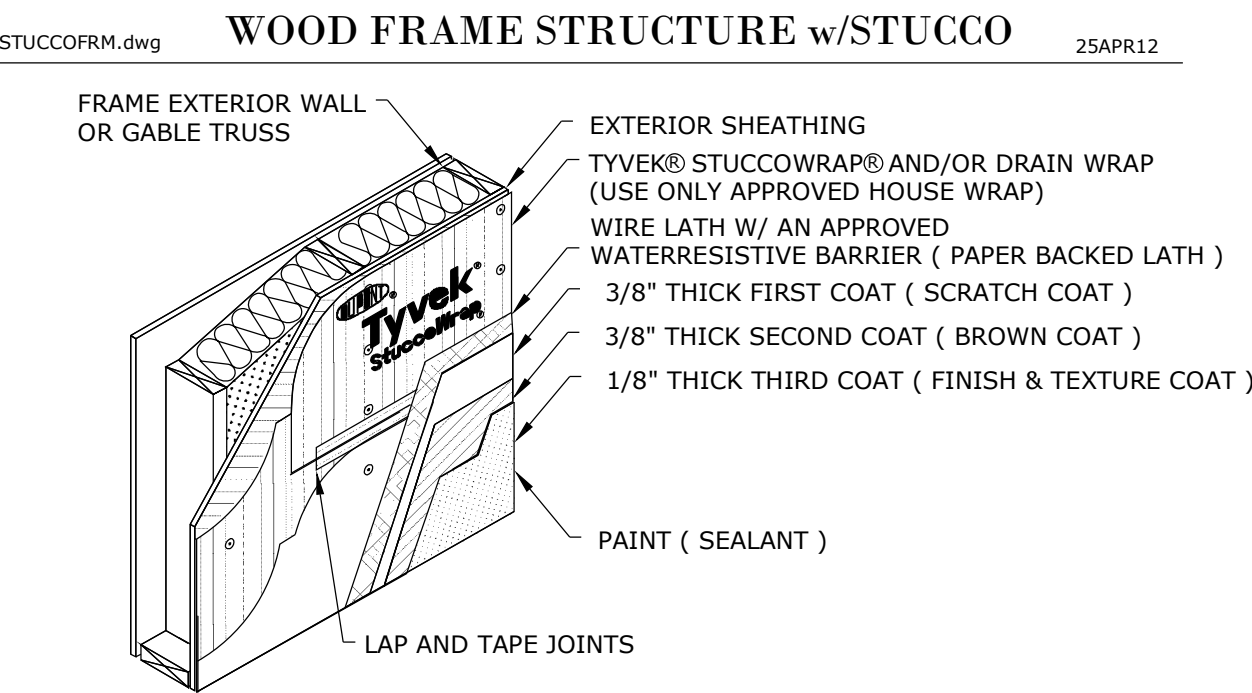 STUCCOFRM.dwg
WOOD FRAME STRUCTURE w/STUCCO
25APR12
FRAME EXTERIOR WALL
OR GABLE TRUSS
EXTERIOR SHEATHING
TYVEK® STUCCOWRAP® AND/OR DRAIN WRAP
(USE ONLY APPROVED HOUSE WRAP)
WIRE LATH W/ AN APPROVED
WATERRESISTIVE BARRIER ( PAPER BACKED LATH )
3/8" THICK FIRST COAT ( SCRATCH COAT )
3/8" THICK SECOND COAT ( BROWN COAT )
1/8" THICK THIRD COAT ( FINISH & TEXTURE COAT )
PAINT ( SEALANT )
LAP AND TAPE JOINTS
DUPONT®
Tyvek®
StuccoWrap®